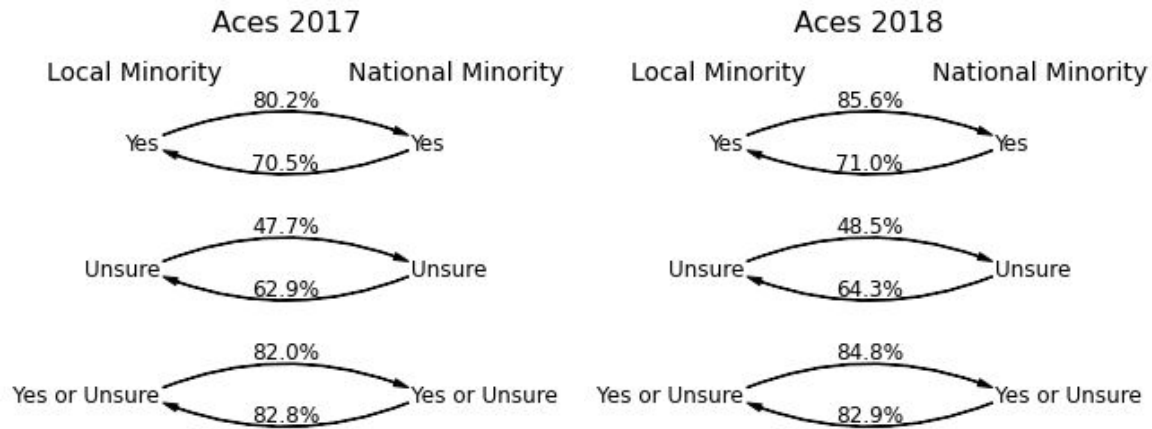 Aces 2017
Local Minority National Minority
80.2%
Yes Yes
70.5%
47.7%
Unsure Unsure
62.9%
82.0%
Yes or Unsure Yes or Unsure
82.8%
Aces 2018
Local Minority National Minority
85.6%
Yes Yes
71.0%
48.5%
Unsure Unsure
64.3%
84.8%
Yes or Unsure Yes or Unsure
82.9%